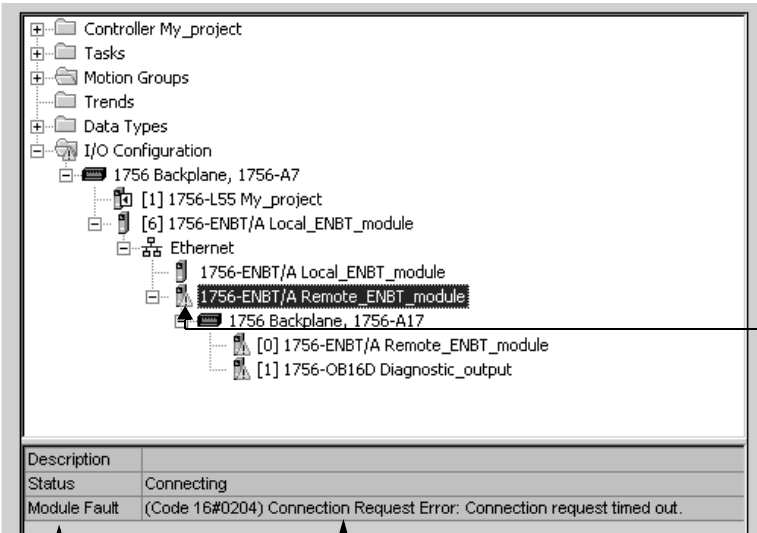 Controller My_project
Tasks
Motion Groups
Trends
Data Types
I/O Configuration
1756 Backplane, 1756-A7
[1] 1756-L55 My_project
[6] 1756-ENBT/A Local_ENBT_module
Ethernet
1756-ENBT/A Local_ENBT_module
1756-ENBT/A Remote_ENBT_module
1756 Backplane, 1756-A17
[0] 1756-ENBT/A Remote_ENBT_module
[1] 1756-OB16D Diagnostic_output
Description
Status Connecting
Module Fault (Code 16#0204) Connection Request Error: Connection request timed out.